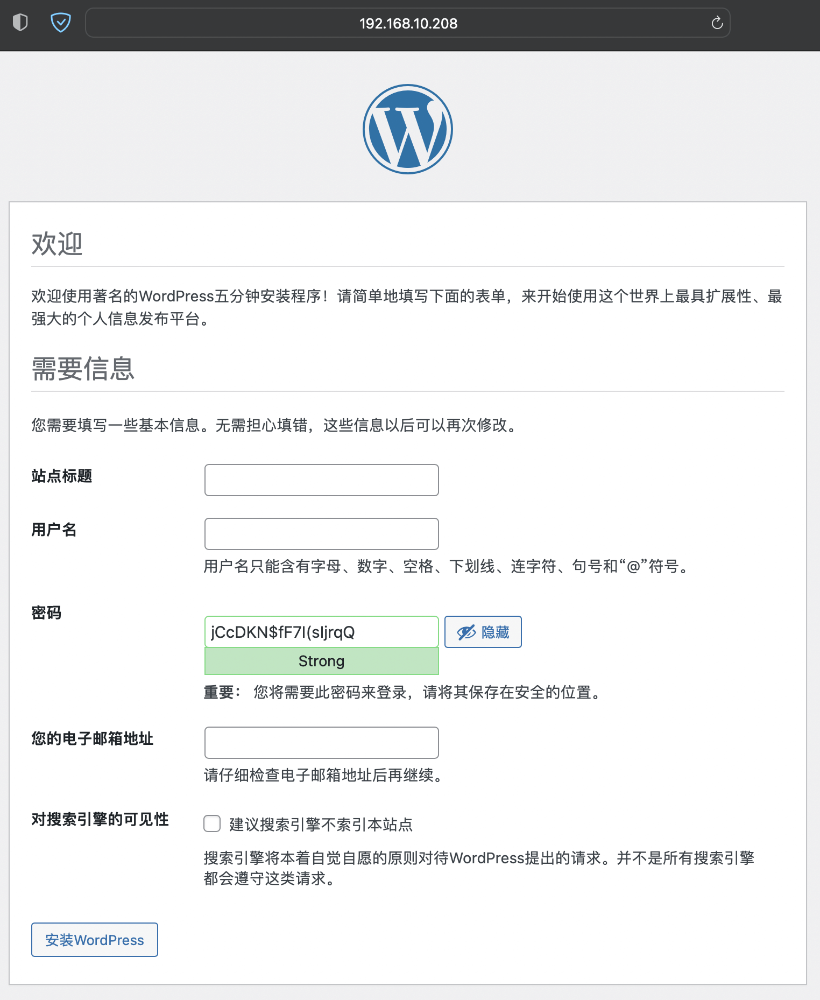 192.168.10.208
欢迎
欢迎使用著名的WordPress五分钟安装程序！请简单地填写下面的表单，来开始使用这个世界上最具扩展性、最
强大的个人信息发布平台。
需要信息
您需要填写一些基本信息。无需担心填错，这些信息以后可以再次修改。
站点标题
用户名
用户名只能含有字母、数字、空格、下划线、连字符、句号和“@”符号。
密码
jCcDKN$fF7l(sIjrqQ
隐藏
Strong
重要： 您将需要此密码来登录，请将其保存在安全的位置。
您的电子邮箱地址
请仔细检查电子邮箱地址后再继续。
对搜索引擎的可见性
建议搜索引擎不索引本站点
搜索引擎将本着自觉自愿的原则对待WordPress提出的请求。并不是所有搜索引擎
都会遵守这类请求。
安装WordPress